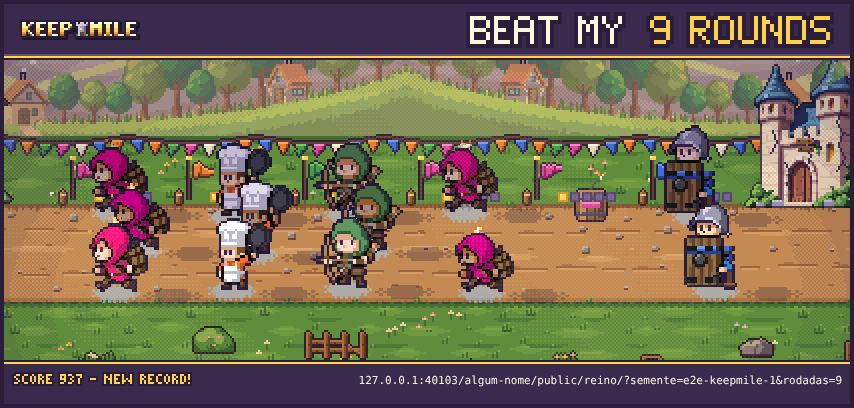 KEEP MILE
BEAT MY 9 ROUNDS
SCORE 937 - NEW RECORD!
127.0.0.1:40103/algum-nome/public/reino/?semente=e2e-keepmile-1&rodadas=9